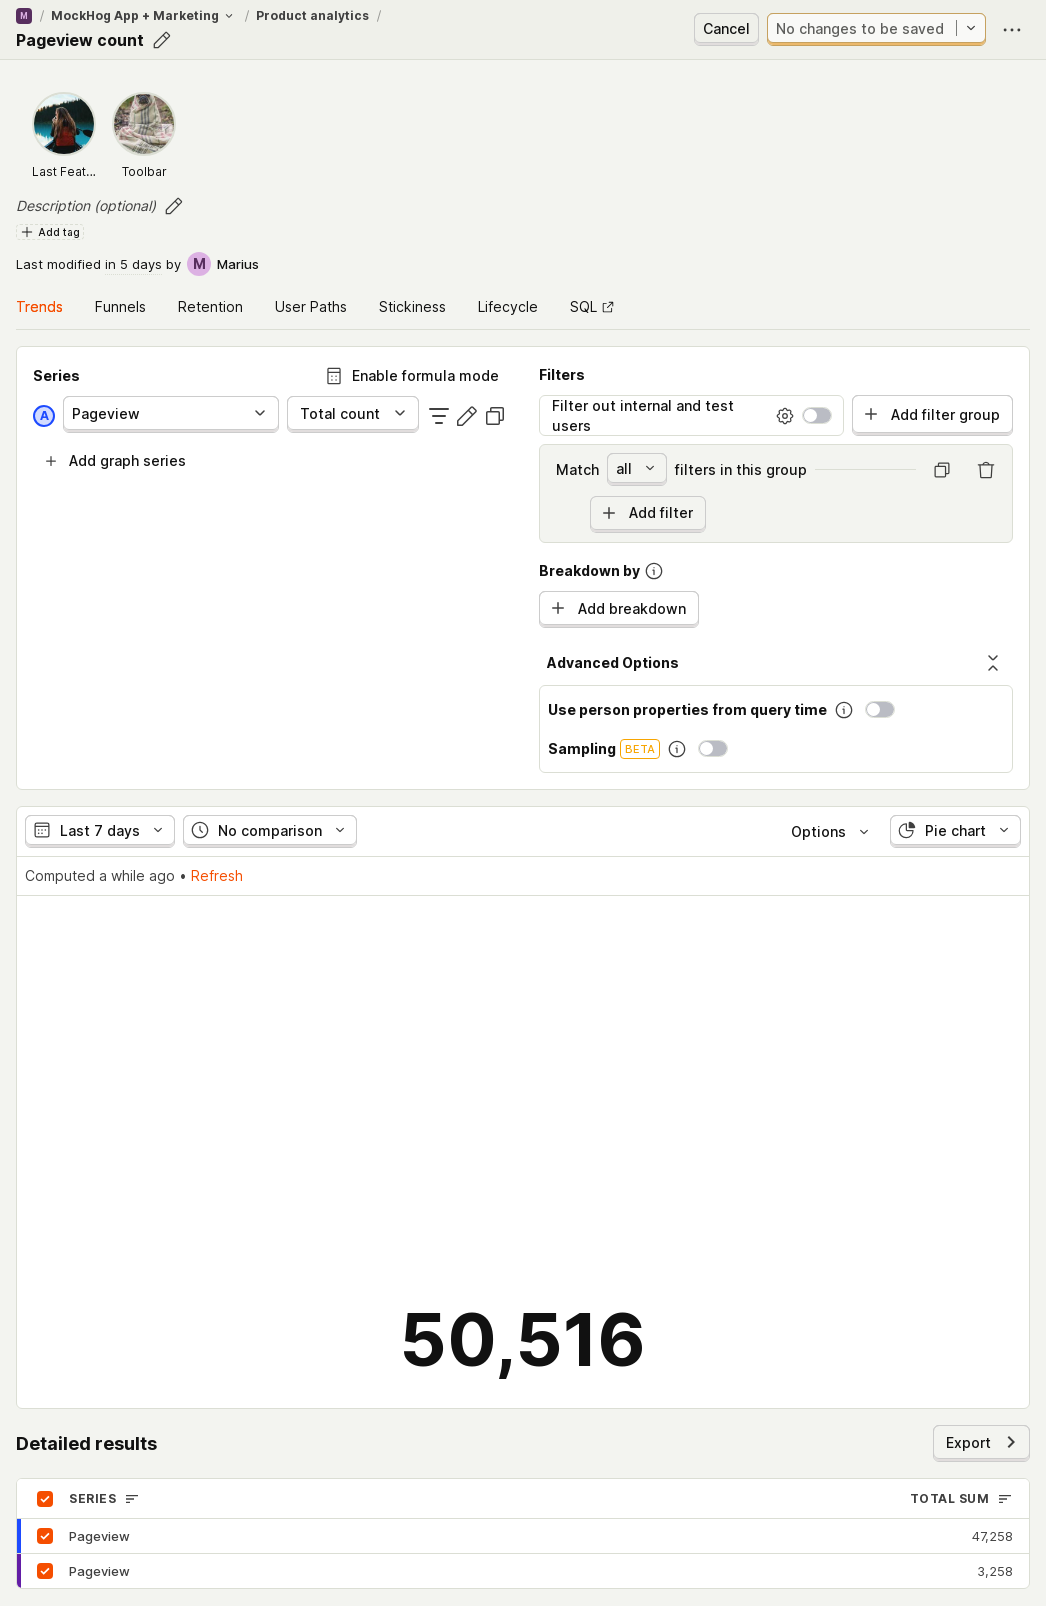 M / MockHog App + Marketing / Product analytics /
Pageview count
Cancel
No changes to be saved
Last Feat...
Toolbar
Description (optional)
Add tag
Last modified in 5 days by M Marius
Trends Funnels Retention User Paths Stickiness Lifecycle SQL
Series
Enable formula mode
A Pageview Total count
Add graph series
Filters
Filter out internal and test
users
Add filter group
Match all filters in this group
Add filter
Breakdown by
Add breakdown
Advanced Options
Use person properties from query time
Sampling BETA
Last 7 days No comparison Options Pie chart
Computed a while ago • Refresh
50,516
Detailed results
Export
SERIES TOTAL SUM
Pageview 47,258
Pageview 3,258